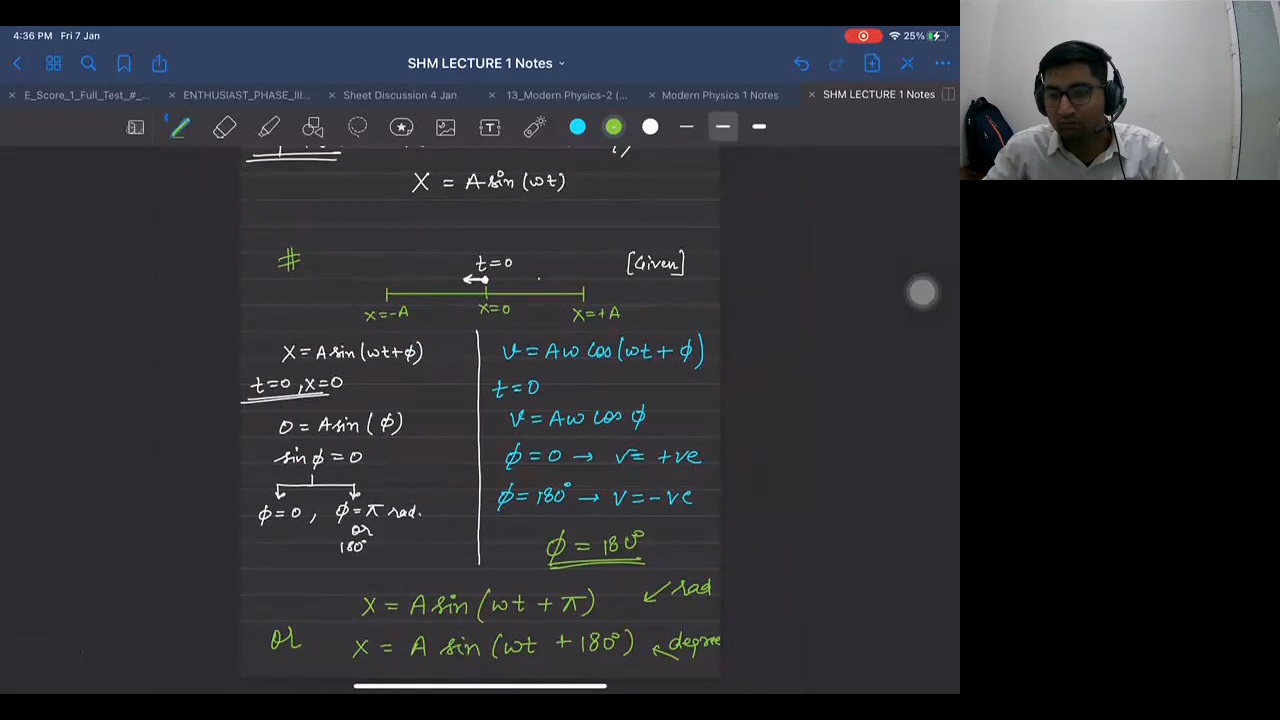 4:36 PM Fri 7 Jan
25%
SHM LECTURE 1 Notes
E_Score_1_Full_Test_#_...
ENTHUSIAST_PHASE_III...
Sheet Discussion 4 Jan
13_Modern Physics-2 (...
Modern Physics 1 Notes
SHM LECTURE 1 Notes
X = A sin(ωt)
#
t=0
[Given]
x=-A
x=0
x=+A
X = A sin(ωt+ϕ)
t=0, x=0
0 = A sin(ϕ)
sin ϕ = 0
ϕ=0, ϕ=π rad.
or
180°
v = Aω cos(ωt + ϕ)
t=0
v = Aω cos ϕ
ϕ=0 → v= +ve
ϕ=180° → v=-ve
ϕ = 180°
X = A sin(ωt + π) ↙ rad
or X = A sin(ωt + 180°) ↖ degree